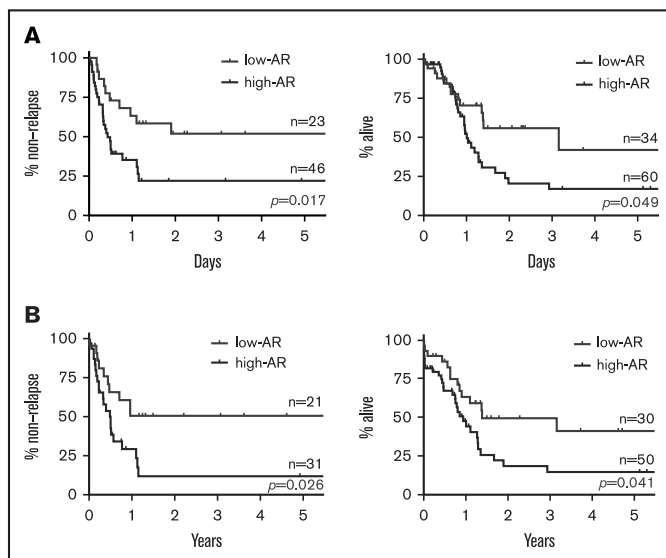 A
% non-relapse
100
75
50
25
0
low-AR
high-AR
n=23
n=46
p=0.017
0 1 2 3 4 5
Days
% alive
100
75
50
25
0
low-AR
high-AR
n=34
n=60
p=0.049
0 1 2 3 4 5
Days
B
% non-relapse
100
75
50
25
0
low-AR
high-AR
n=21
n=31
p=0.026
0 1 2 3 4 5
Years
% alive
100
75
50
25
0
low-AR
high-AR
n=30
n=50
p=0.041
0 1 2 3 4 5
Years